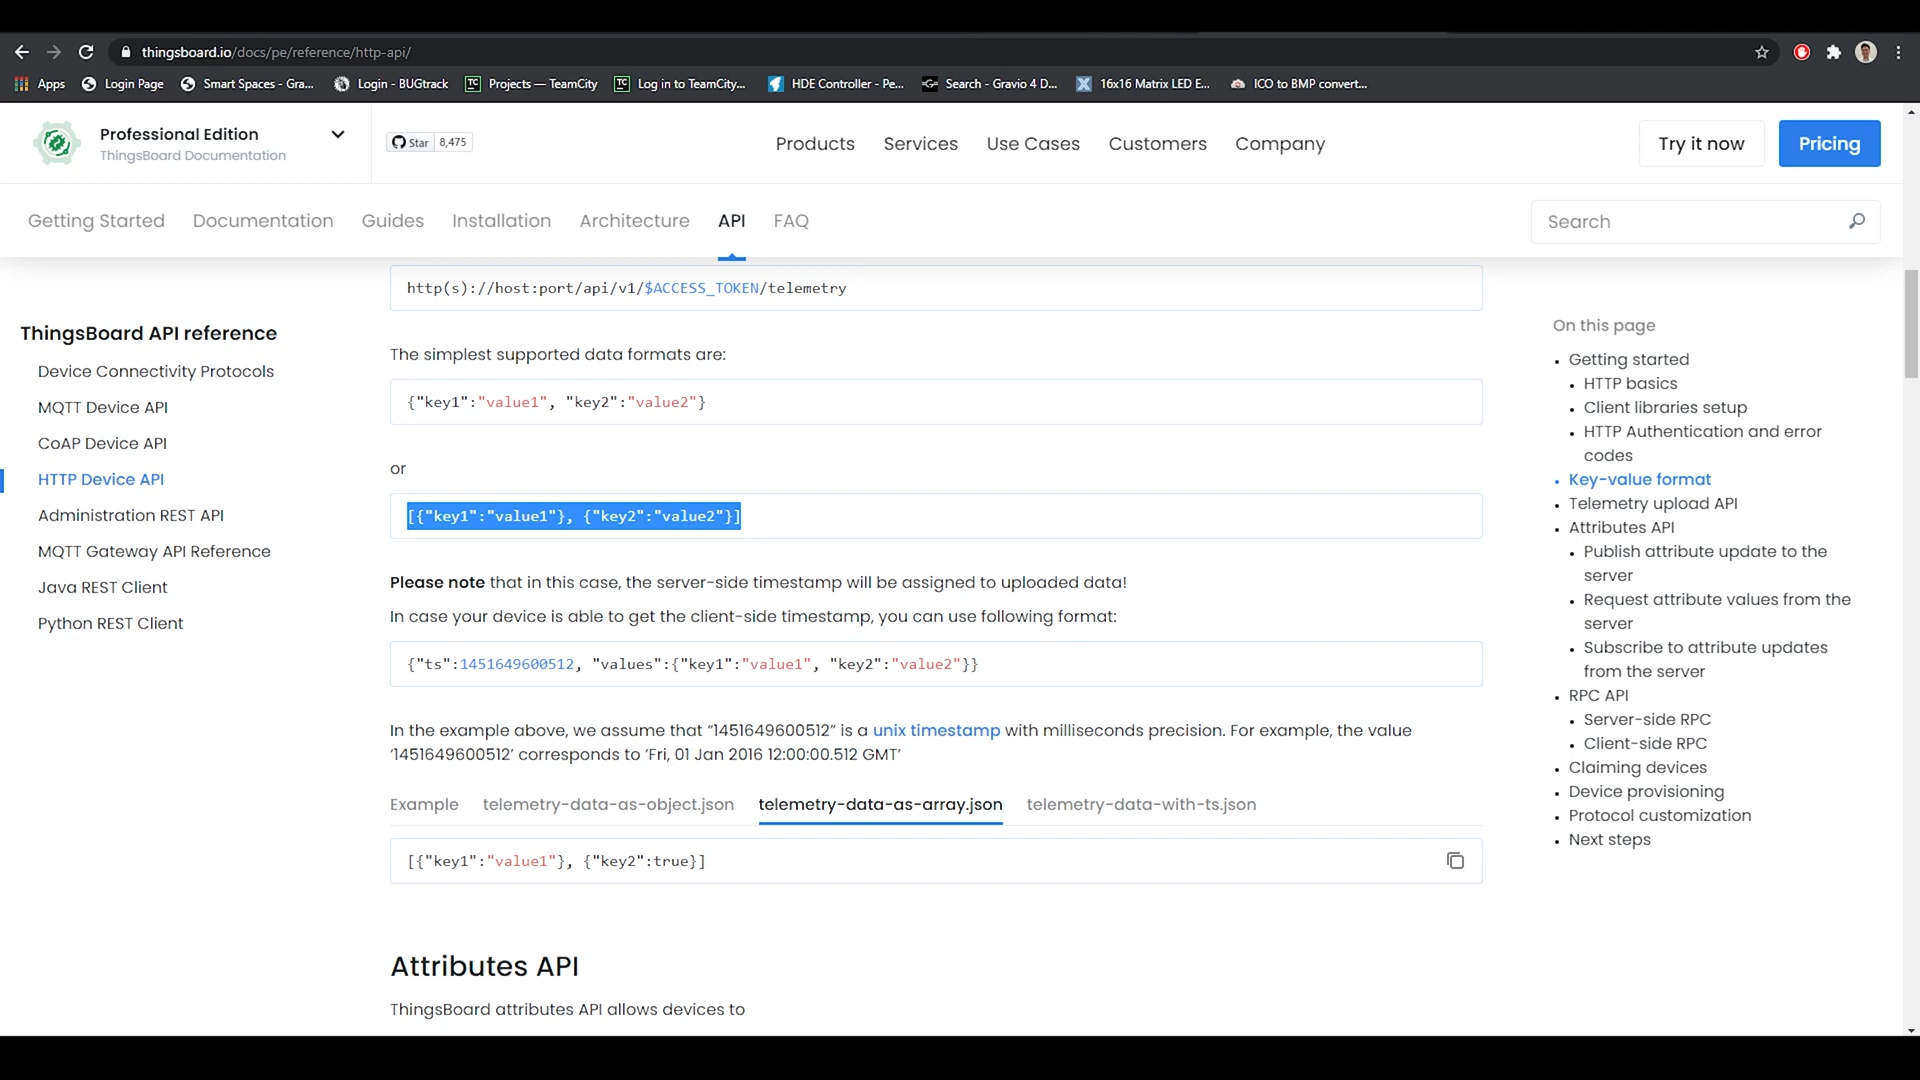 thingsboard.io/docs/pe/reference/http-api/
Apps Login Page Smart Spaces - Gra... Login - BUGtrack Projects — TeamCity Log in to TeamCity... HDE Controller - Pe... Search - Gravio 4 D... 16x16 Matrix LED E... ICO to BMP convert...
Professional Edition
ThingsBoard Documentation
Star 8,475
Products Services Use Cases Customers Company
Try it now
Pricing
Getting Started Documentation Guides Installation Architecture API FAQ
Search
ThingsBoard API reference
Device Connectivity Protocols
MQTT Device API
CoAP Device API
HTTP Device API
Administration REST API
MQTT Gateway API Reference
Java REST Client
Python REST Client
http(s)://host:port/api/v1/$ACCESS_TOKEN/telemetry
The simplest supported data formats are:
{"key1":"value1", "key2":"value2"}
or
[{"key1":"value1"}, {"key2":"value2"}]
Please note that in this case, the server-side timestamp will be assigned to uploaded data!
In case your device is able to get the client-side timestamp, you can use following format:
{"ts":1451649600512, "values":{"key1":"value1", "key2":"value2"}}
In the example above, we assume that “1451649600512” is a unix timestamp with milliseconds precision. For example, the value
‘1451649600512’ corresponds to ‘Fri, 01 Jan 2016 12:00:00.512 GMT’
Example telemetry-data-as-object.json telemetry-data-as-array.json telemetry-data-with-ts.json
[{"key1":"value1"}, {"key2":true}]
Attributes API
ThingsBoard attributes API allows devices to
On this page
Getting started
HTTP basics
Client libraries setup
HTTP Authentication and error
codes
Key-value format
Telemetry upload API
Attributes API
Publish attribute update to the
server
Request attribute values from the
server
Subscribe to attribute updates
from the server
RPC API
Server-side RPC
Client-side RPC
Claiming devices
Device provisioning
Protocol customization
Next steps